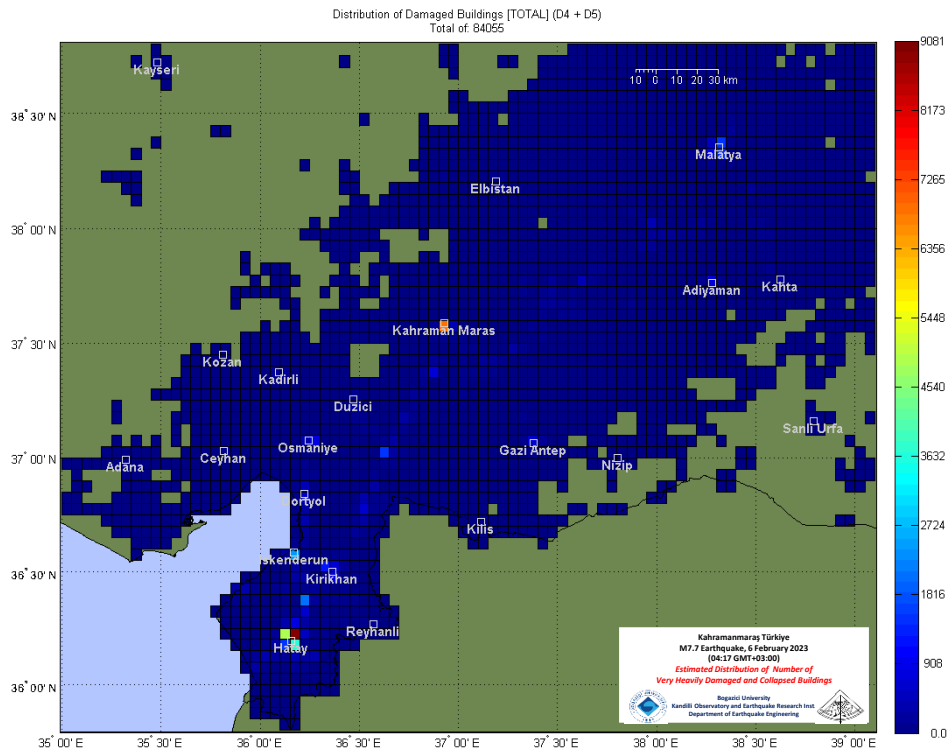 Distribution of Damaged Buildings [TOTAL] (D4 + D5)
Total of: 84055
9081
Kayseri
10 0 10 20 30 km
38° 30' N
8173
Malatya
Elbistan
7265
38° 00' N
6356
Adiyaman
Kahta
Kahraman Maras
5448
37° 30' N
Kozan
Kadirli
4540
Duzici
Sanli Urfa
Osmaniye
Gazi Antep
Ceyhan
Adana
Nizip
37° 00' N
3632
ortyol
Kilis
2724
Iskenderun
36° 30' N
Kirikhan
1816
Reyhanli
Hatay
Kahramanmaraş Türkiye
M7.7 Earthquake, 6 February 2023
(04:17 GMT+03:00)
Estimated Distribution of Number of
Very Heavily Damaged and Collapsed Buildings
Bogazici University
Kandilli Observatory and Earthquake Research Inst.
Department of Earthquake Engineering
908
36° 00' N
0.0
35° 00' E
35° 30' E
36° 00' E
36° 30' E
37° 00' E
37° 30' E
38° 00' E
38° 30' E
39° 00' E